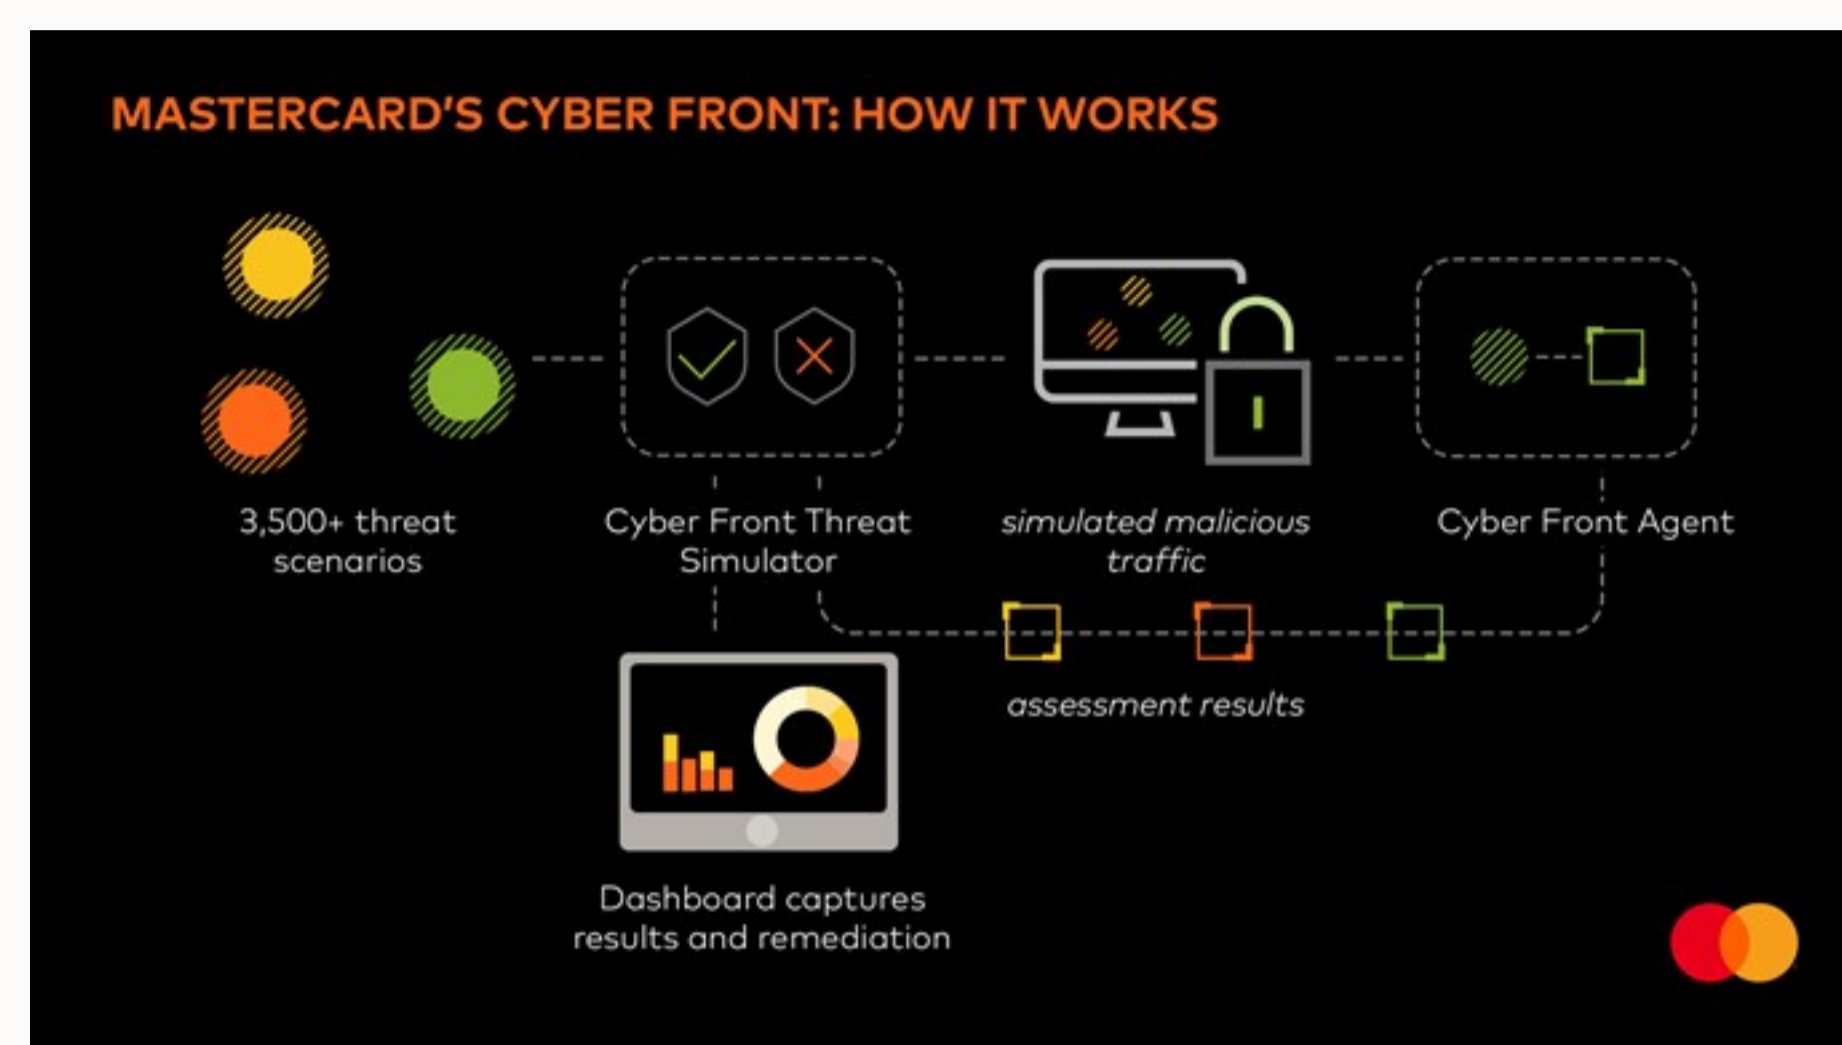 MASTERCARD'S CYBER FRONT: HOW IT WORKS
3,500+ threat
scenarios
Cyber Front Threat
Simulator
simulated malicious
traffic
Cyber Front Agent
assessment results
Dashboard captures
results and remediation